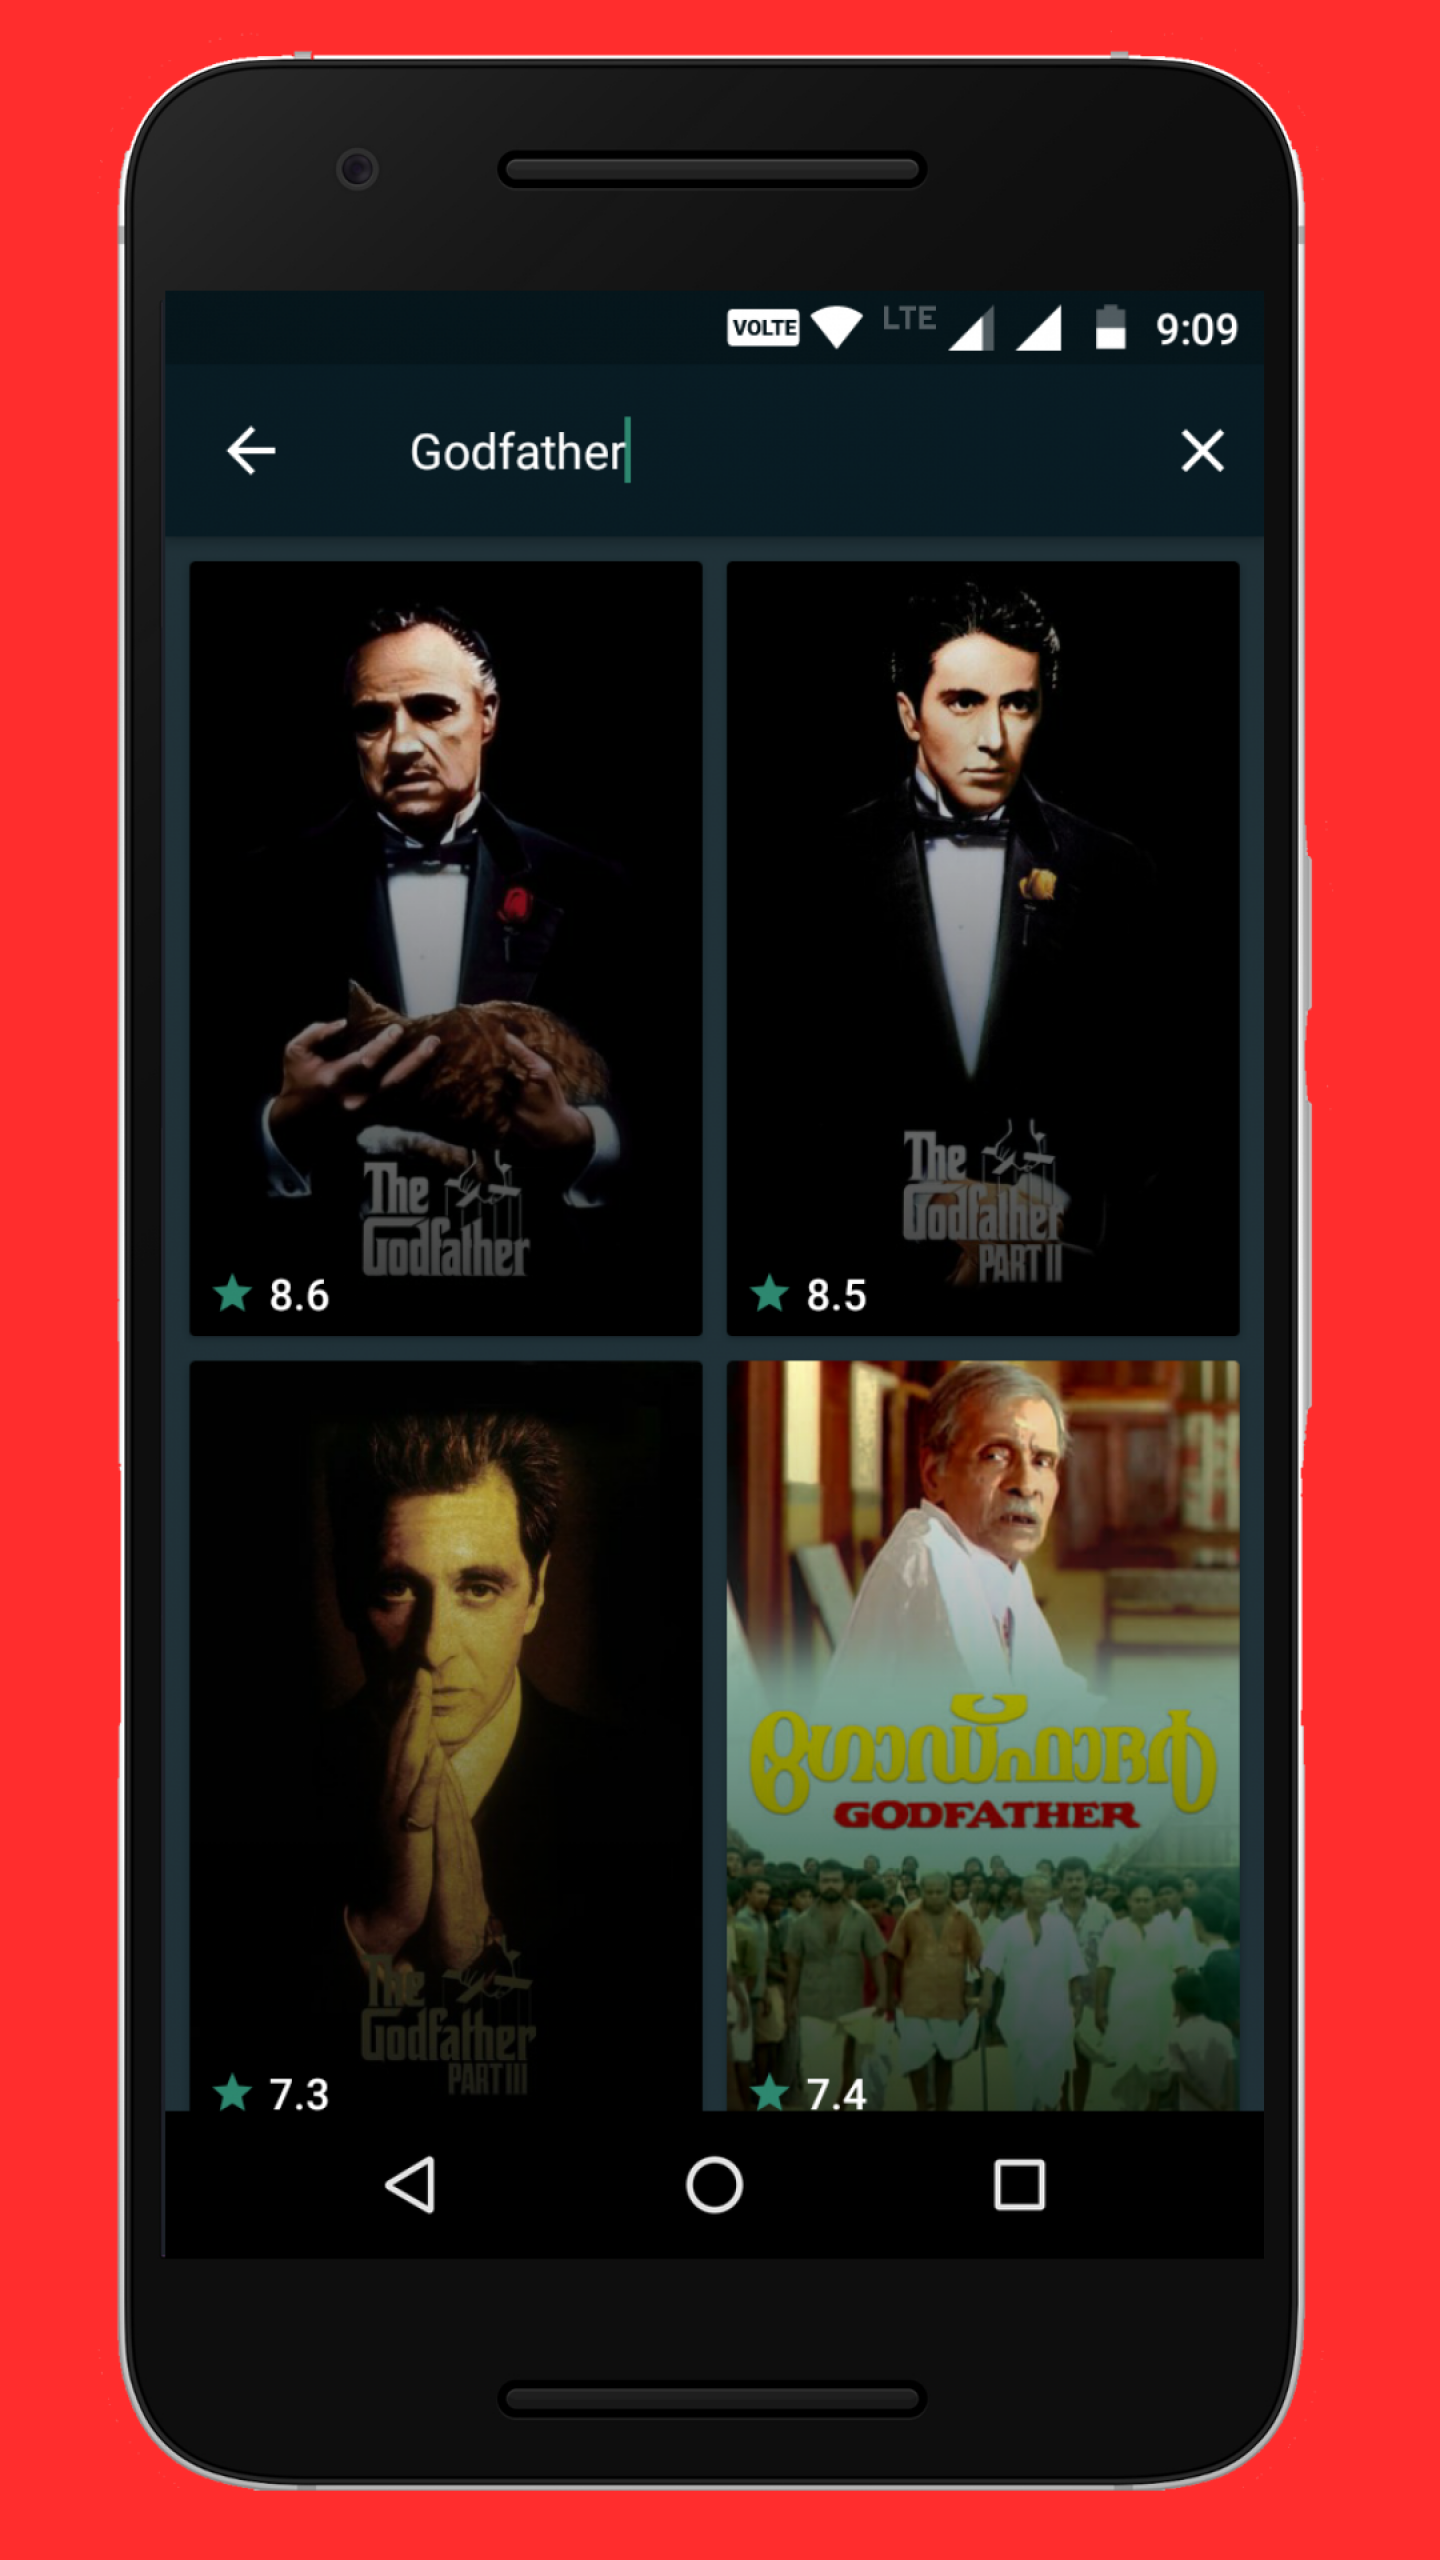 VOLTE LTE 9:09
Godfather
The
Godfather
8.6
The
Godfather
PART II
8.5
The
Godfather
PART III
7.3
ഗോഡ്ഫാദർ
GODFATHER
7.4